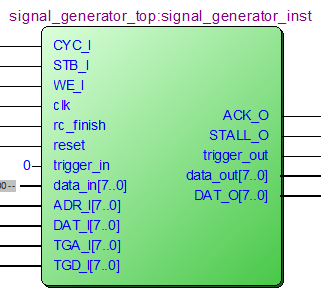 signal_generator_top:signal_generator_inst
CYC_I
STB_I
WE_I
clk
rc_finish
reset
0 trigger_in
data_in[7..0]
ADR_I[7..0]
DAT_I[7..0]
TGA_I[7..0]
TGD_I[7..0]
ACK_O
STALL_O
trigger_out
data_out[7..0]
DAT_O[7..0]